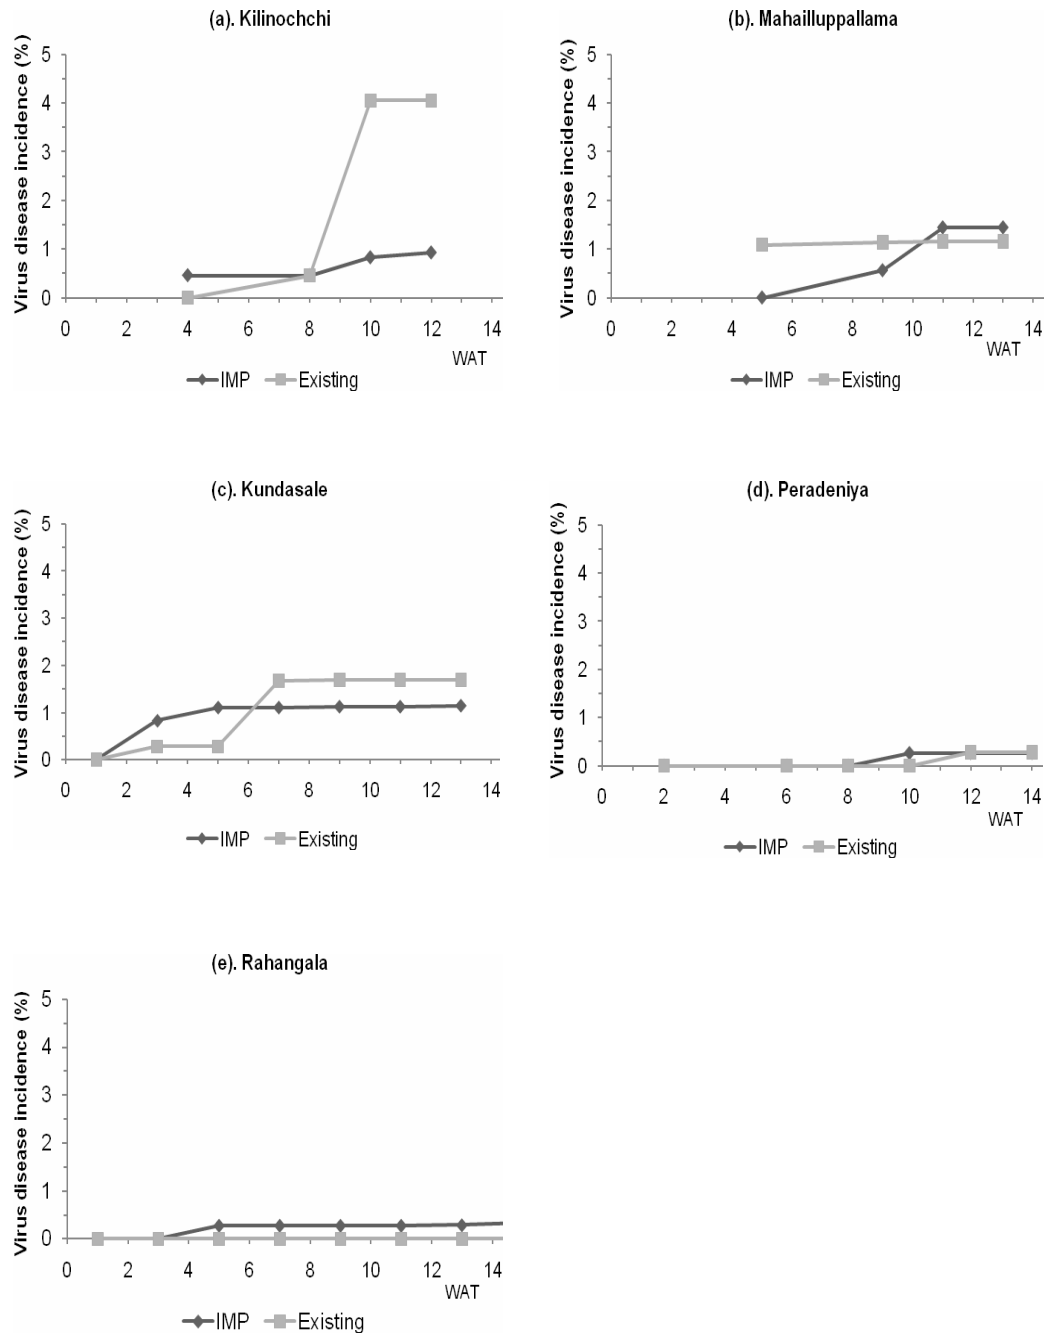 (a). Kilinochchi
Virus disease incidence (%)
5
4
3
2
1
0
0 2 4 6 8 10 12 14
WAT
IMP Existing
(b). Mahailluppallama
Virus disease incidence (%)
5
4
3
2
1
0
0 2 4 6 8 10 12 14
WAT
IMP Existing
(c). Kundasale
Virus disease incidence (%)
5
4
3
2
1
0
0 2 4 6 8 10 12 14
IMP Existing
(d). Peradeniya
Virus disease incidence (%)
5
4
3
2
1
0
0 2 4 6 8 10 12 14
WAT
IMP Existing
(e). Rahangala
Virus disease incidence (%)
5
4
3
2
1
0
0 2 4 6 8 10 12 14
WAT
IMP Existing